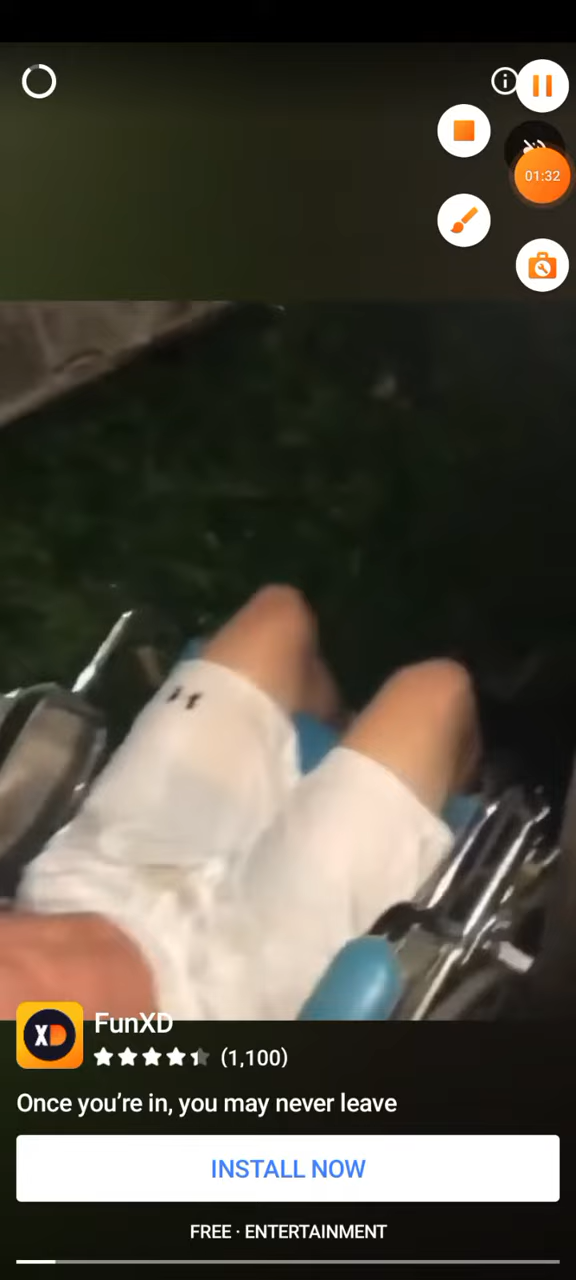 01:32
XD
FunXD
(1,100)
Once you're in, you may never leave
INSTALL NOW
FREE · ENTERTAINMENT